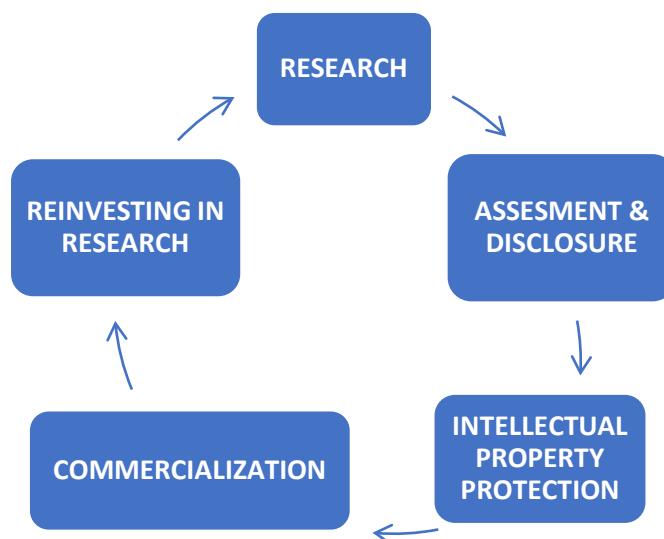 RESEARCH
ASSESMENT &
DISCLOSURE
INTELLECTUAL
PROPERTY
PROTECTION
COMMERCIALIZATION
REINVESTING IN
RESEARCH